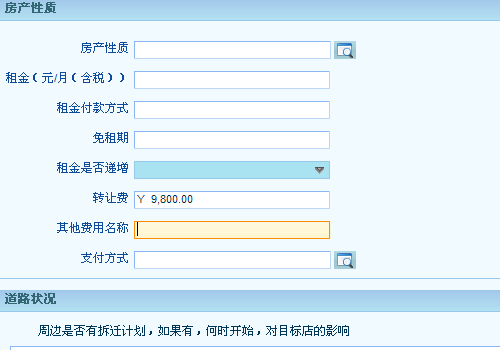 房产性质
房产性质
租金（元/月（含税））
租金付款方式
免租期
租金是否递增
转让费 Y 9,800.00
其他费用名称
支付方式
道路状况
周边是否有拆迁计划，如果有，何时开始，对目标店的影响